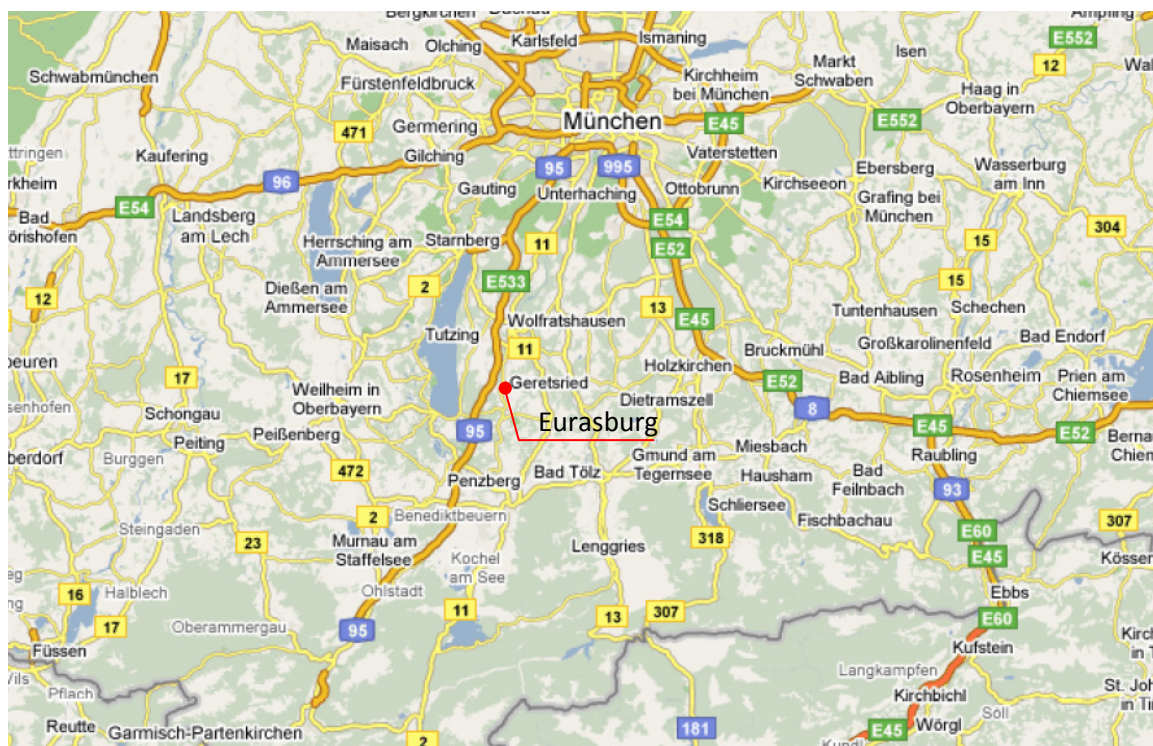 Bergkirchen
Dachau
Ismaning
Ampfing
Karlsfeld
Maisach
Olching
E552
Isen
Schwabmünchen
Fürstenfeldbruck
Kirchheim
bei München
Markt
Schwaben
12
Haag in
Oberbayern
471
Germering
München
E45
E552
Kaufering
Gilching
95
995
Vaterstetten
96
Gauting
Unterhaching
Ottobrunn
Kirchseeon
Ebersberg
Wasserburg
am Inn
Bad
E54
Landsberg
am Lech
E54
Grafing bei
München
Herrsching am
Ammersee
Starnberg
11
E52
15
304
12
Dießen am
Ammersee
2
E533
13
15
Tutzing
Wolfratshausen
E45
Tuntenhausen
Schechen
11
Bruckmühl
Großkarolinenfeld
Bad Endorf
17
Weilheim in
Oberbayern
Geretsried
Holzkirchen
E52
Bad Aibling
Rosenheim
Prien am
Chiemsee
Schongau
Eurasburg
Dietramszell
8
Peiting
Peißenberg
95
E45
E52
Burggen
472
Penzberg
Bad Tölz
Gmund am
Tegernsee
Miesbach
Raubling
Hausham
Bad
Feilnbach
93
Steingaden
2
Benediktbeuern
Schliersee
Fischbachau
307
23
Murnau am
Staffelsee
Kochel
am See
Lenggries
318
E60
E45
16
Halblech
Ohlstadt
11
13
307
Ebbs
17
Oberammergau
95
E60
Füssen
Kufstein
Langkampfen
Pflach
Kirchbichl
Reutte
Garmisch-Partenkirchen
2
181
E45
Wörgl
Söll
Kundl